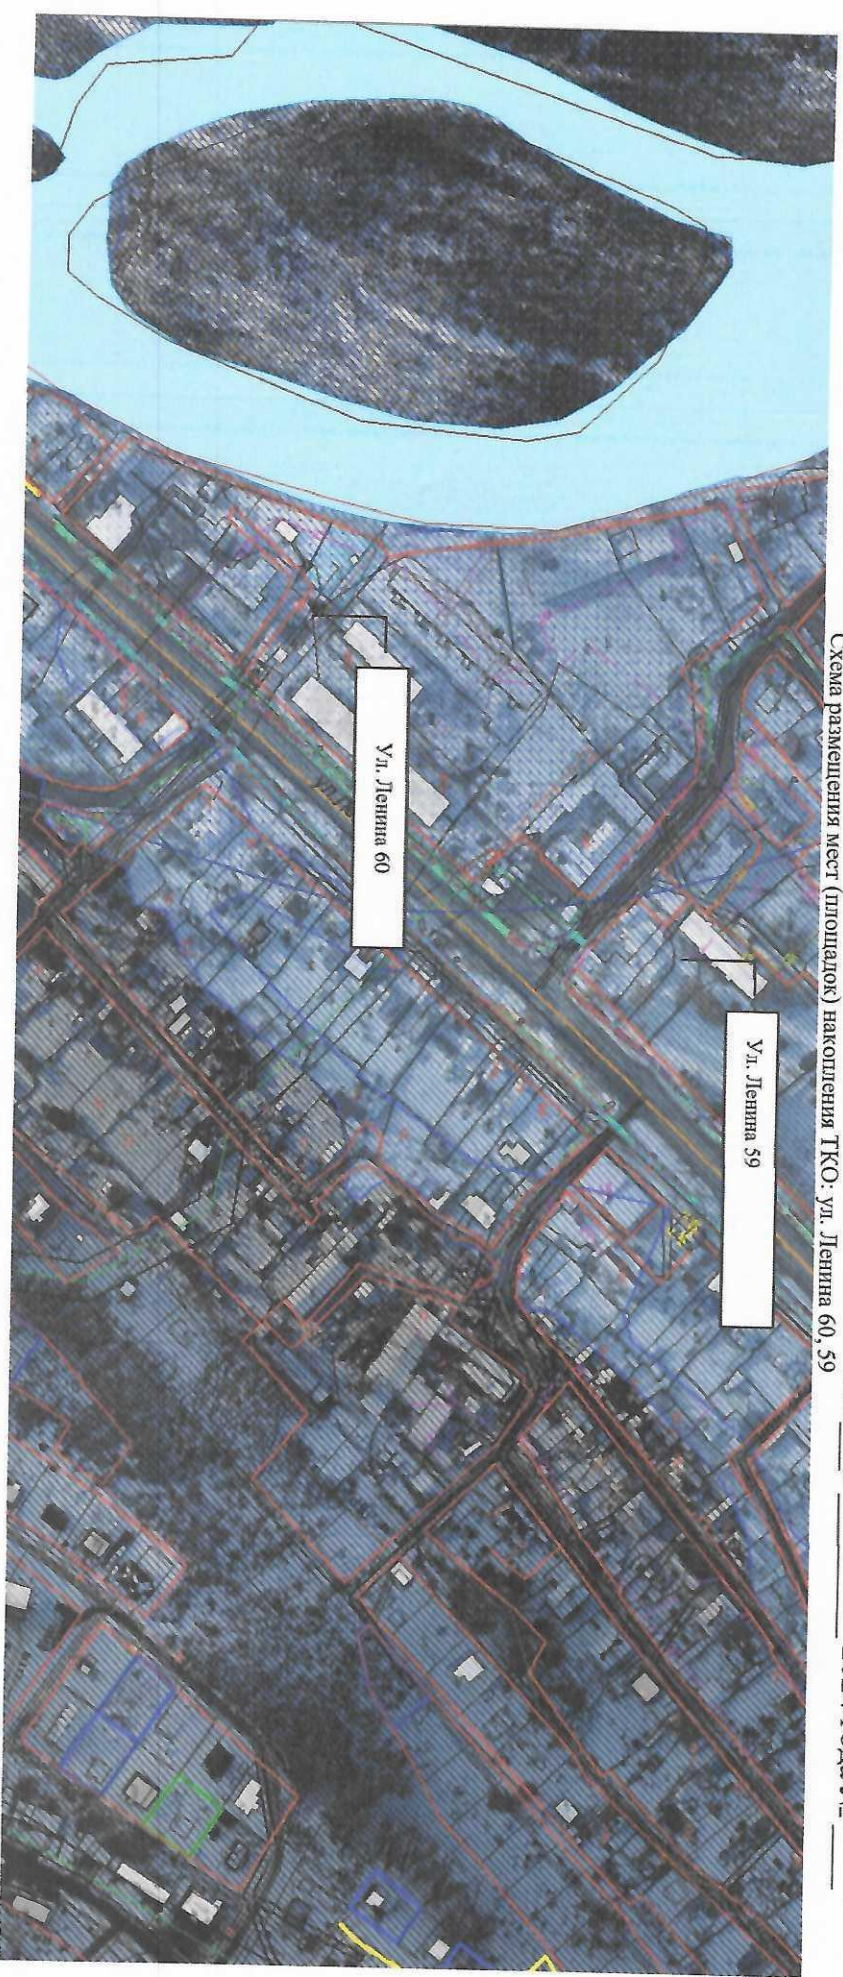 Схема размещения мест (площадок) накопления ТКО: ул. Ленина 60, 59
Ул. Ленина 59
Ул. Ленина 60